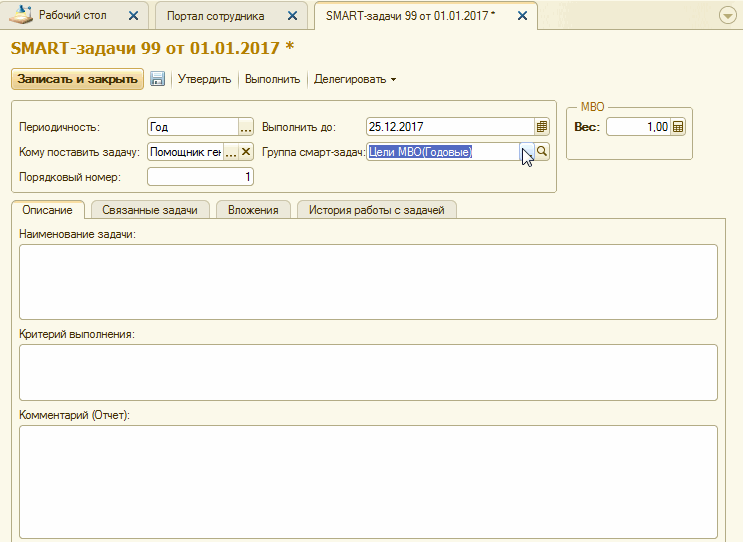 Рабочий стол Портал сотрудника SMART-задачи 99 от 01.01.2017 *
SMART-задачи 99 от 01.01.2017 *
Записать и закрыть Утвердить Выполнить Делегировать
Периодичность: Год ... Выполнить до: 25.12.2017
МВО
Вес: 1,00
Кому поставить задачу: Помощник ген ... Группа смарт-задач: Цели МВО(Годовые)
Порядковый номер: 1
Описание Связанные задачи Вложения История работы с задачей
Наименование задачи:
Критерий выполнения:
Комментарий (Отчет):